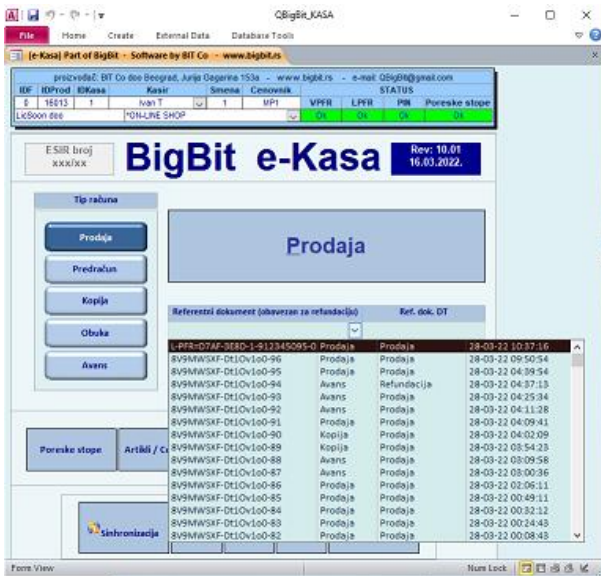 QBigBit_KASA
File Home Create External Data Database Tools
[e-Kasa] Part of BigBit - Software by BIT Co - www.bigbit.rs
proizvođač: BIT Co doo Beograd, Jurija Gagarina 153a - www.bigbit.rs - e-mail: QBigBit@gmail.com
IDF IDProd IDKasa Kasir Smena Cenovnik STATUS
VPFR LPFR PIN Poreske stope
0 16013 1 Ivan T 1 MP1 Ok Ok Ok Ok
LicSoon doo *ON-LINE SHOP
ESIR broj
xxx/xx
BigBit e-Kasa
Rev: 10.01
16.03.2022.
Tip računa
Prodaja
Predračun
Kopija
Obuka
Avans
Prodaja
Referentni dokument (obavezan za refundaciju) Ref. dok. DT
L-PFR=D7AF-3E8D-1-912345095-0 Prodaja Prodaja 28-03-22 10:37:16
8V9MWSXF-Dt1Ov1o0-96 Prodaja Prodaja 28-03-22 09:50:54
8V9MWSXF-Dt1Ov1o0-95 Prodaja Prodaja 28-03-22 04:39:54
8V9MWSXF-Dt1Ov1o0-94 Avans Refundacija 28-03-22 04:37:13
8V9MWSXF-Dt1Ov1o0-93 Avans Prodaja 28-03-22 04:25:34
8V9MWSXF-Dt1Ov1o0-92 Avans Prodaja 28-03-22 04:11:28
8V9MWSXF-Dt1Ov1o0-91 Prodaja Prodaja 28-03-22 04:09:41
8V9MWSXF-Dt1Ov1o0-90 Kopija Prodaja 28-03-22 04:02:09
8V9MWSXF-Dt1Ov1o0-89 Kopija Prodaja 28-03-22 03:54:23
8V9MWSXF-Dt1Ov1o0-88 Avans Prodaja 28-03-22 03:09:58
8V9MWSXF-Dt1Ov1o0-87 Avans Prodaja 28-03-22 03:00:36
8V9MWSXF-Dt1Ov1o0-86 Prodaja Prodaja 28-03-22 02:06:11
8V9MWSXF-Dt1Ov1o0-85 Prodaja Prodaja 28-03-22 00:49:11
8V9MWSXF-Dt1Ov1o0-84 Prodaja Prodaja 28-03-22 00:32:12
8V9MWSXF-Dt1Ov1o0-83 Prodaja Prodaja 28-03-22 00:24:43
8V9MWSXF-Dt1Ov1o0-82 Prodaja Prodaja 28-03-22 00:08:43
Poreske stope Artikli / C
Sinhronizacija
Form View Num Lock